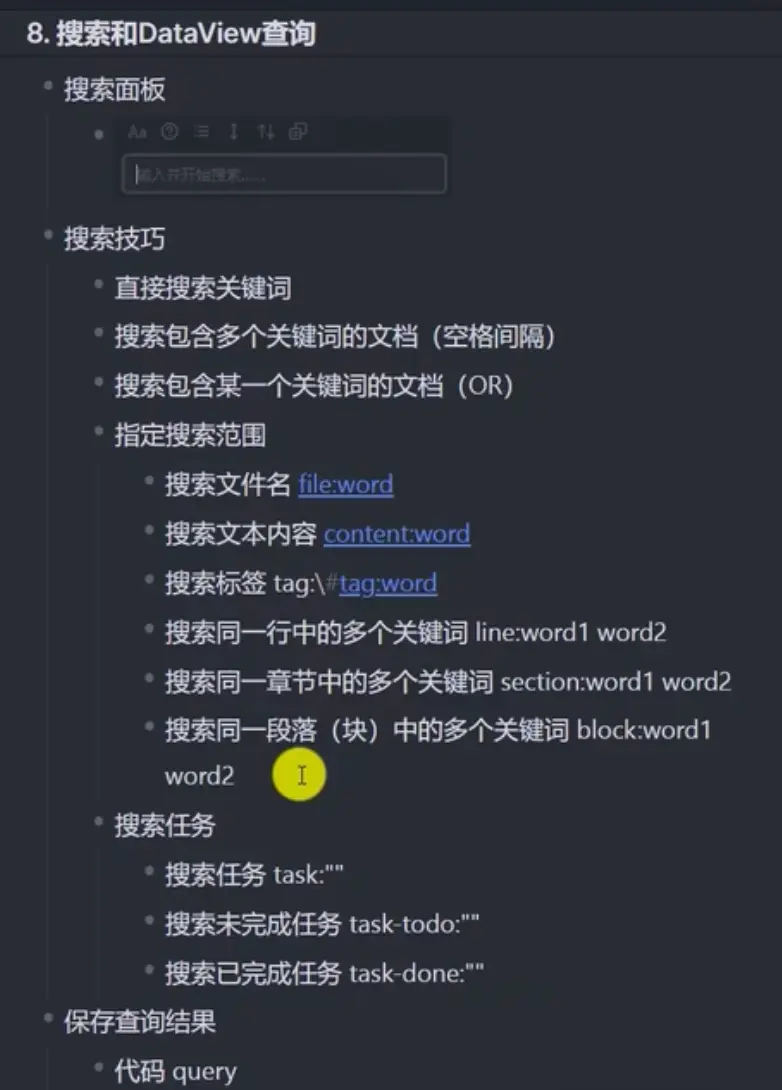 8. 搜索和DataView查询
搜索面板
Aa
输入并开始搜索......
搜索技巧
直接搜索关键词
搜索包含多个关键词的文档（空格间隔）
搜索包含某一个关键词的文档（OR）
指定搜索范围
搜索文件名 file:word
搜索文本内容 content:word
搜索标签 tag:\#tag:word
搜索同一行中的多个关键词 line:word1 word2
搜索同一章节中的多个关键词 section:word1 word2
搜索同一段落（块）中的多个关键词 block:word1
word2
搜索任务
搜索任务 task:""
搜索未完成任务 task-todo:""
搜索已完成任务 task-done:""
保存查询结果
代码 query